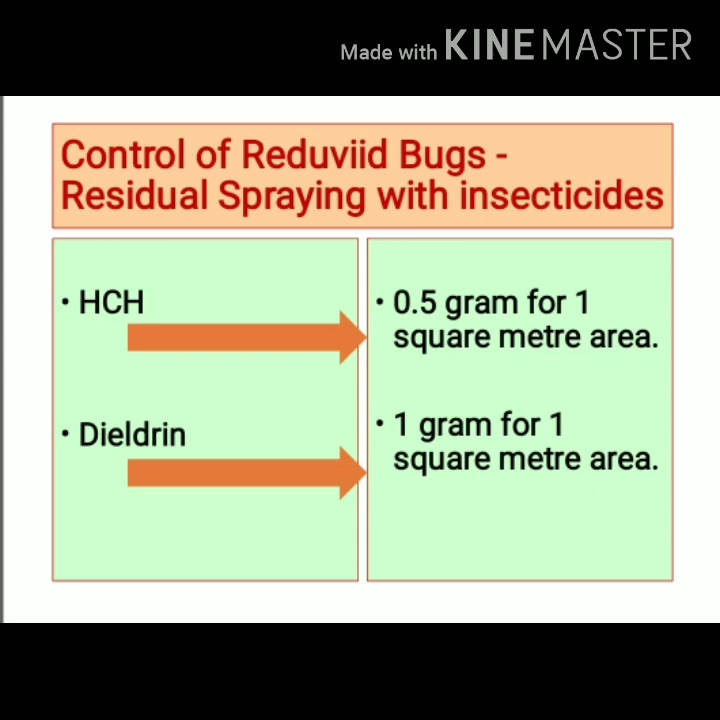 Made with KINEMASTER
Control of Reduviid Bugs -
Residual Spraying with insecticides
• HCH
• 0.5 gram for 1
square metre area.
• Dieldrin
• 1 gram for 1
square metre area.